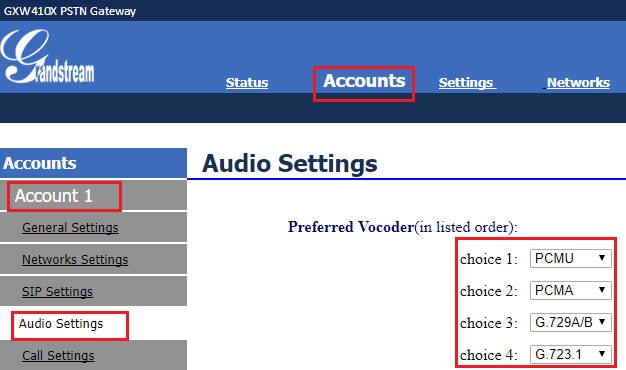 GXW410X PSTN Gateway
Grandstream
Status Accounts Settings Networks
Accounts
Audio Settings
Account 1
General Settings
Preferred Vocoder(in listed order):
Networks Settings
choice 1: PCMU
SIP Settings
choice 2: PCMA
Audio Settings
choice 3: G.729A/B
Call Settings
choice 4: G.723.1